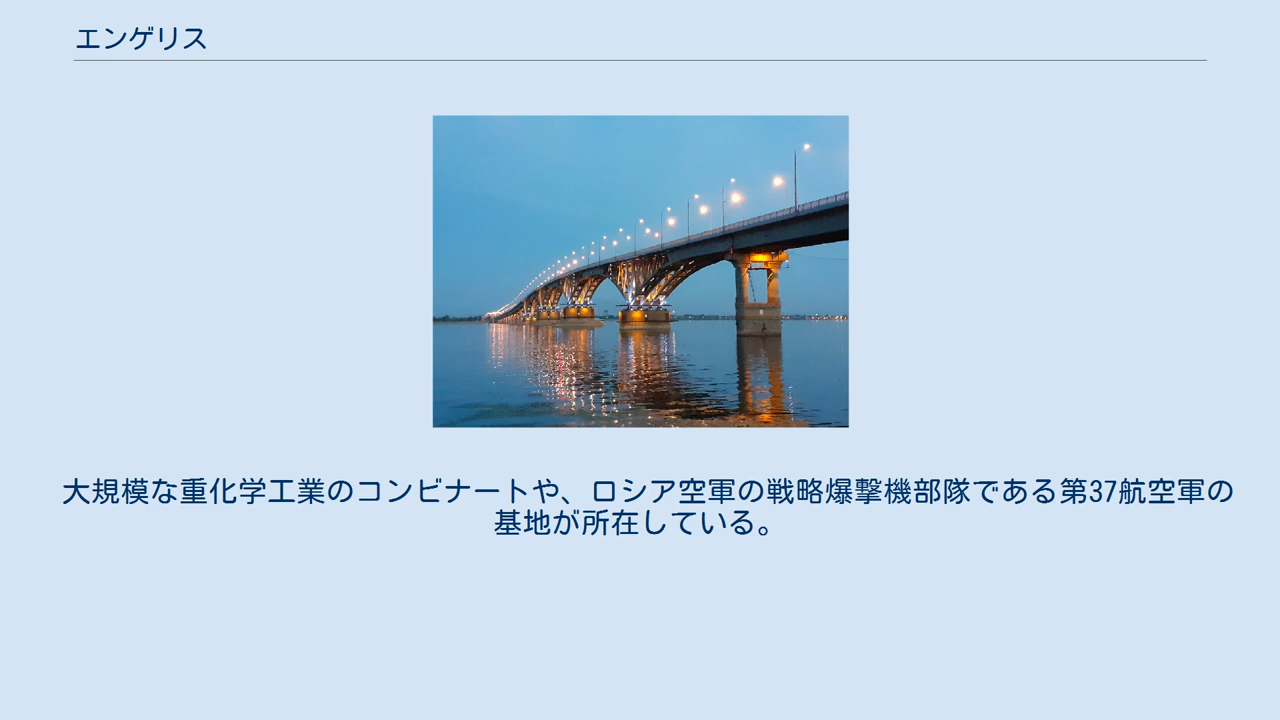 エンゲリス
大規模な重化学工業のコンビナートや、ロシア空軍の戦略爆撃機部隊である第37航空軍の
基地が所在している。